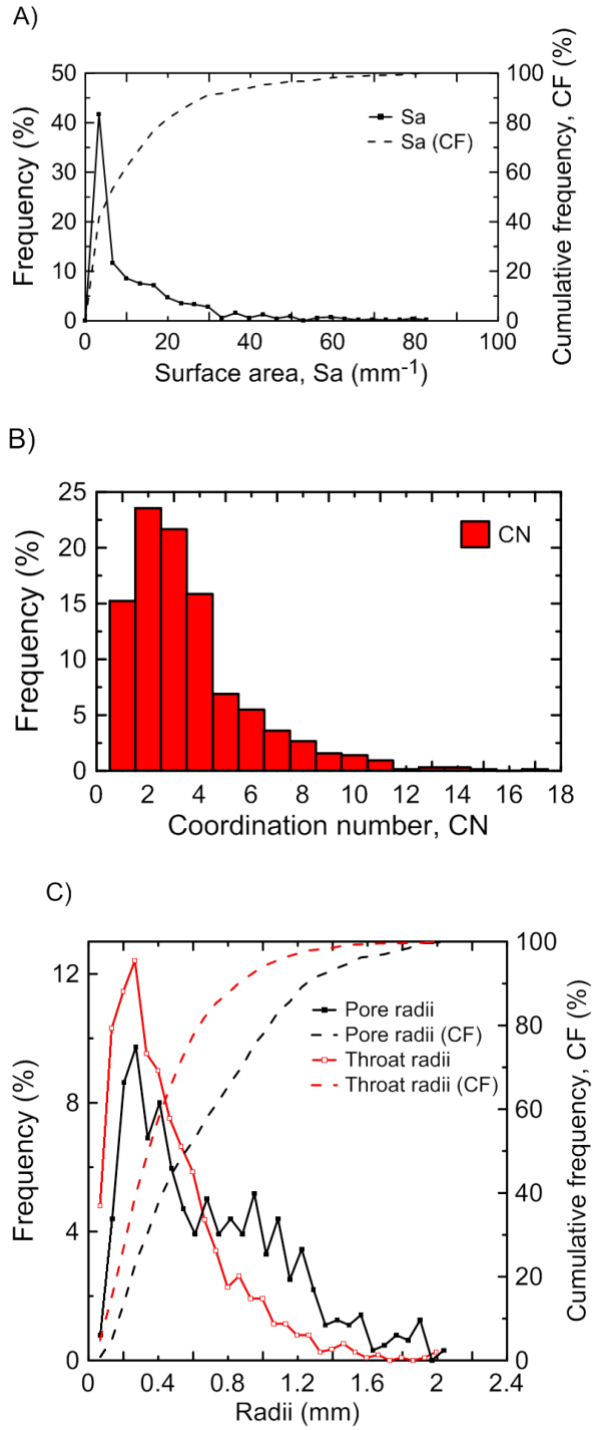 A)
50
40
30
20
10
0
Frequency (%)
100
80
60
40
20
0
Cumulative frequency, CF (%)
Sa
Sa (CF)
0
20
40
60
80
100
Surface area, Sa (mm-1)
B)
25
20
15
10
5
0
Frequency (%)
CN
0
2
4
6
8
10
12
14
16
18
Coordination number, CN
C)
12
8
4
0
Frequency (%)
100
80
60
40
20
0
Cumulative frequency, CF (%)
Pore radii
Pore radii (CF)
Throat radii
Throat radii (CF)
0
0.4
0.8
1.2
1.6
2
2.4
Radii (mm)